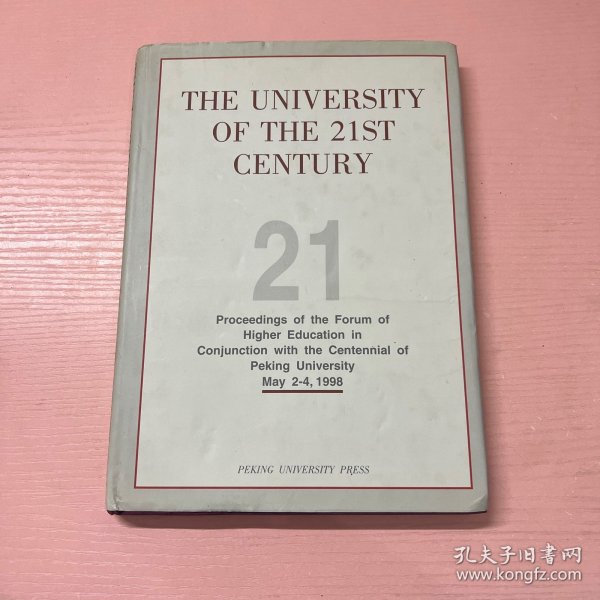 THE UNIVERSITY
OF THE 21ST
CENTURY
21
Proceedings of the Forum of
Higher Education in
Conjunction with the Centennial of
Peking University
May 2-4, 1998
PEKING UNIVERSITY PRESS
孔夫子旧书网
www.kongfz.com